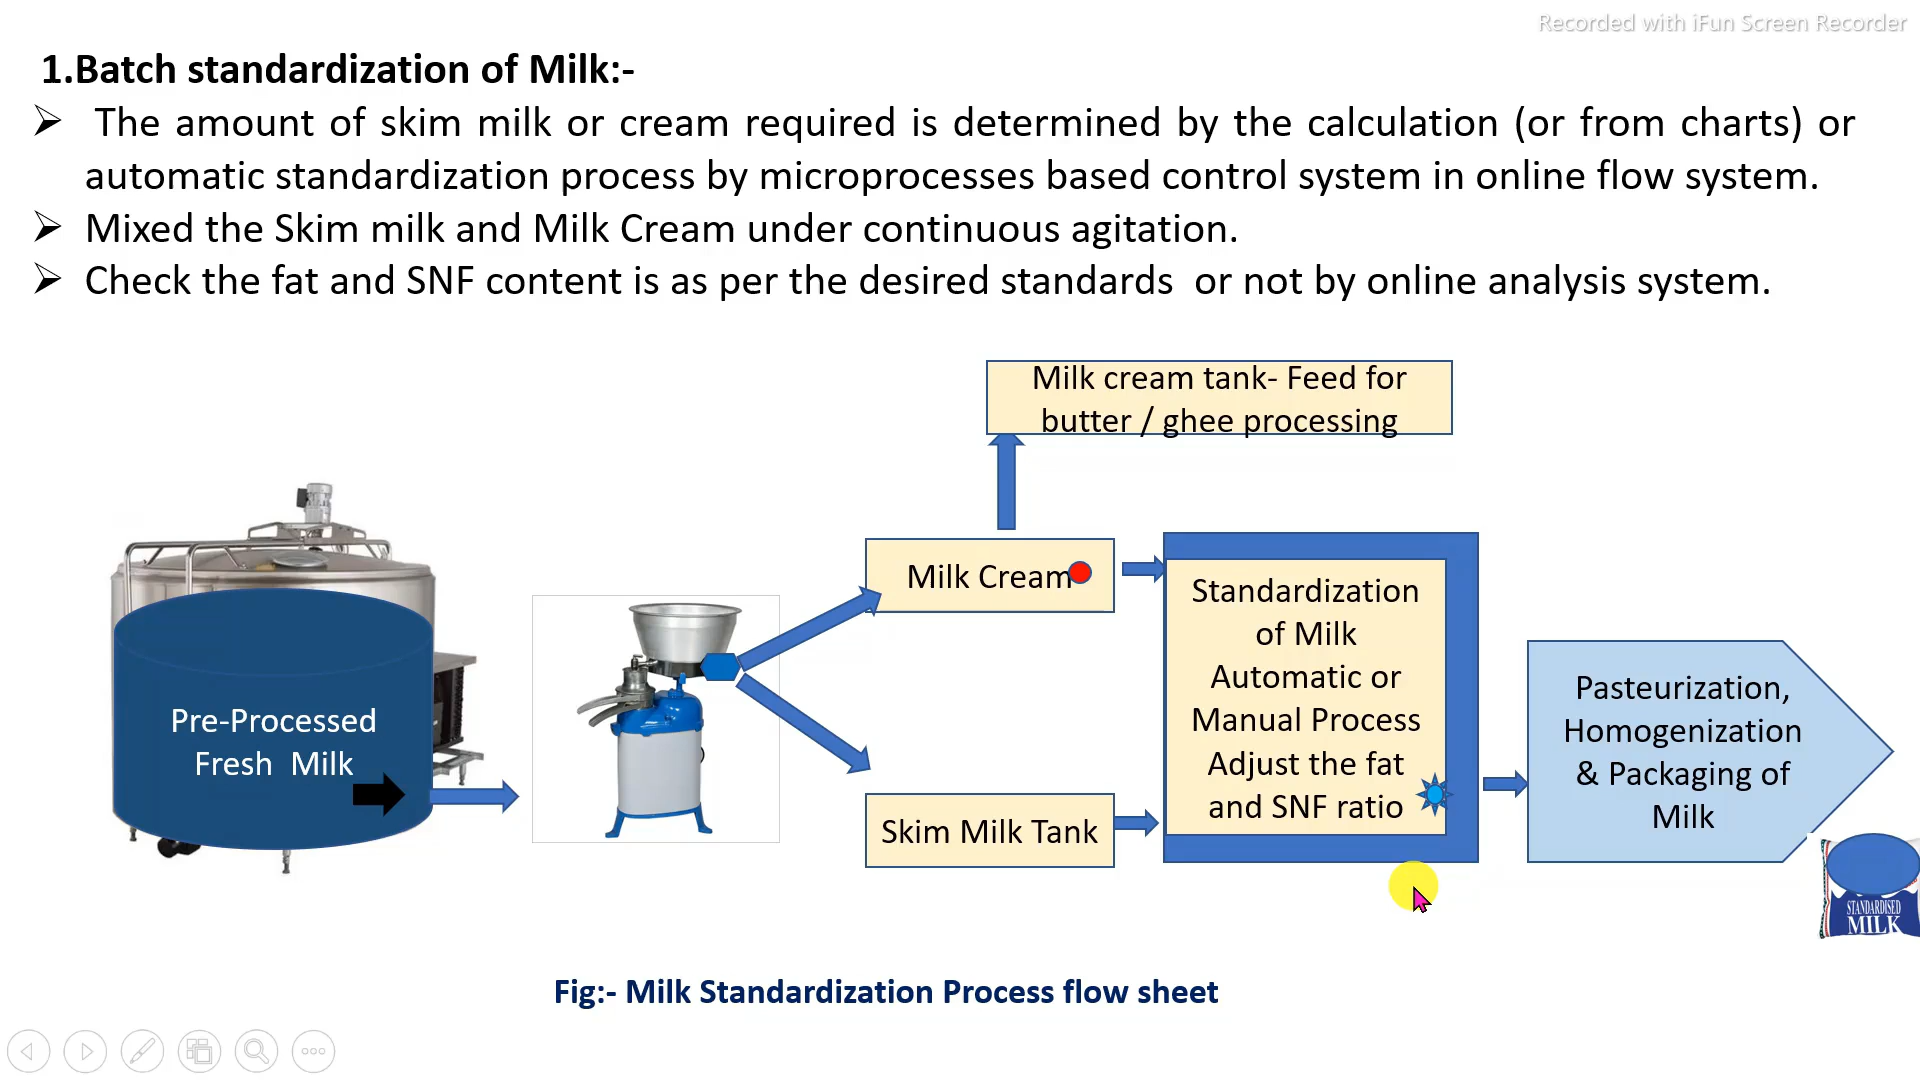 Recorded with iFun Screen Recorder
1.Batch standardization of Milk:-
➢ The amount of skim milk or cream required is determined by the calculation (or from charts) or
automatic standardization process by microprocesses based control system in online flow system.
➢ Mixed the Skim milk and Milk Cream under continuous agitation.
➢ Check the fat and SNF content is as per the desired standards or not by online analysis system.
Milk cream tank- Feed for
butter / ghee processing
Milk Cream
Standardization
of Milk
Automatic or
Manual Process
Adjust the fat
and SNF ratio
Pre-Processed
Fresh Milk
Skim Milk Tank
Pasteurization,
Homogenization
& Packaging of
Milk
STANDARDISED
MILK
Fig:- Milk Standardization Process flow sheet